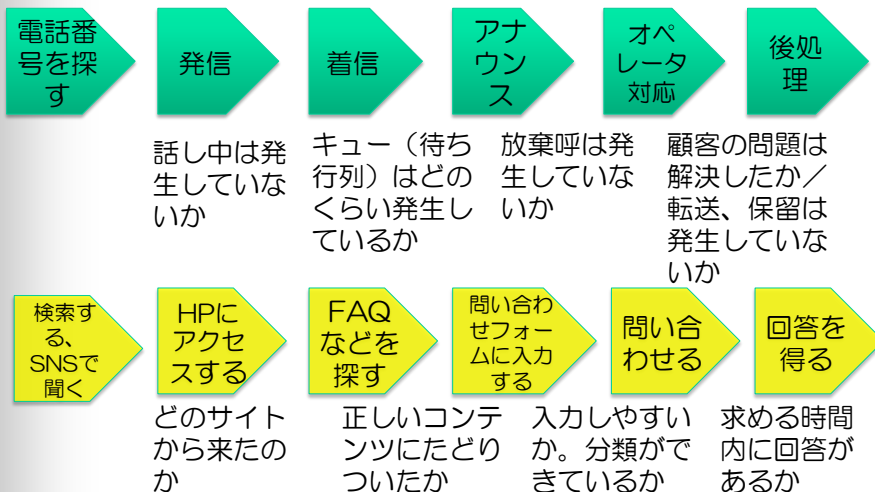 電話番
号を探
す
発信
着信
アナ
ウン
ス
オペ
レータ
対応
後処
理
話し中は発
生していな
いか
キュー（待ち
行列）はどの
くらい発生し
ているか
放棄呼は発
生していな
いか
顧客の問題は
解決したか／
転送、保留は
発生していな
いか
検索す
る、
SNSで
聞く
HPに
アクセ
スする
FAQ
などを
探す
問い合わ
せフォー
ムに入力
する
問い合
わせる
回答を
得る
どのサイト
から来たの
か
正しいコンテ
ンツにたどり
ついたか
入力しやすい
か。分類がで
きているか
求める時間
内に回答が
あるか